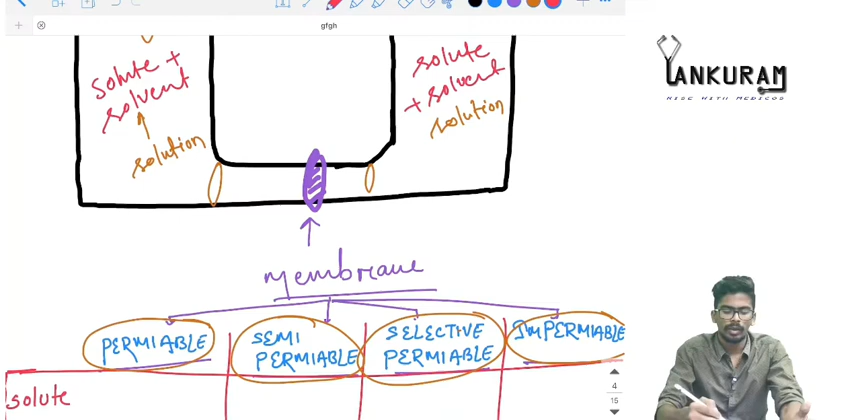 gfgh
solute +
solvent
solution
solute
+ solvent
solution
ANKURAM
RISE WITH MEDICOS
membrane
PERMIABLE
SEMI
PERMIABLE
SELECTIVE
PERMIABLE
ImPERMIABLE
solute
4
15